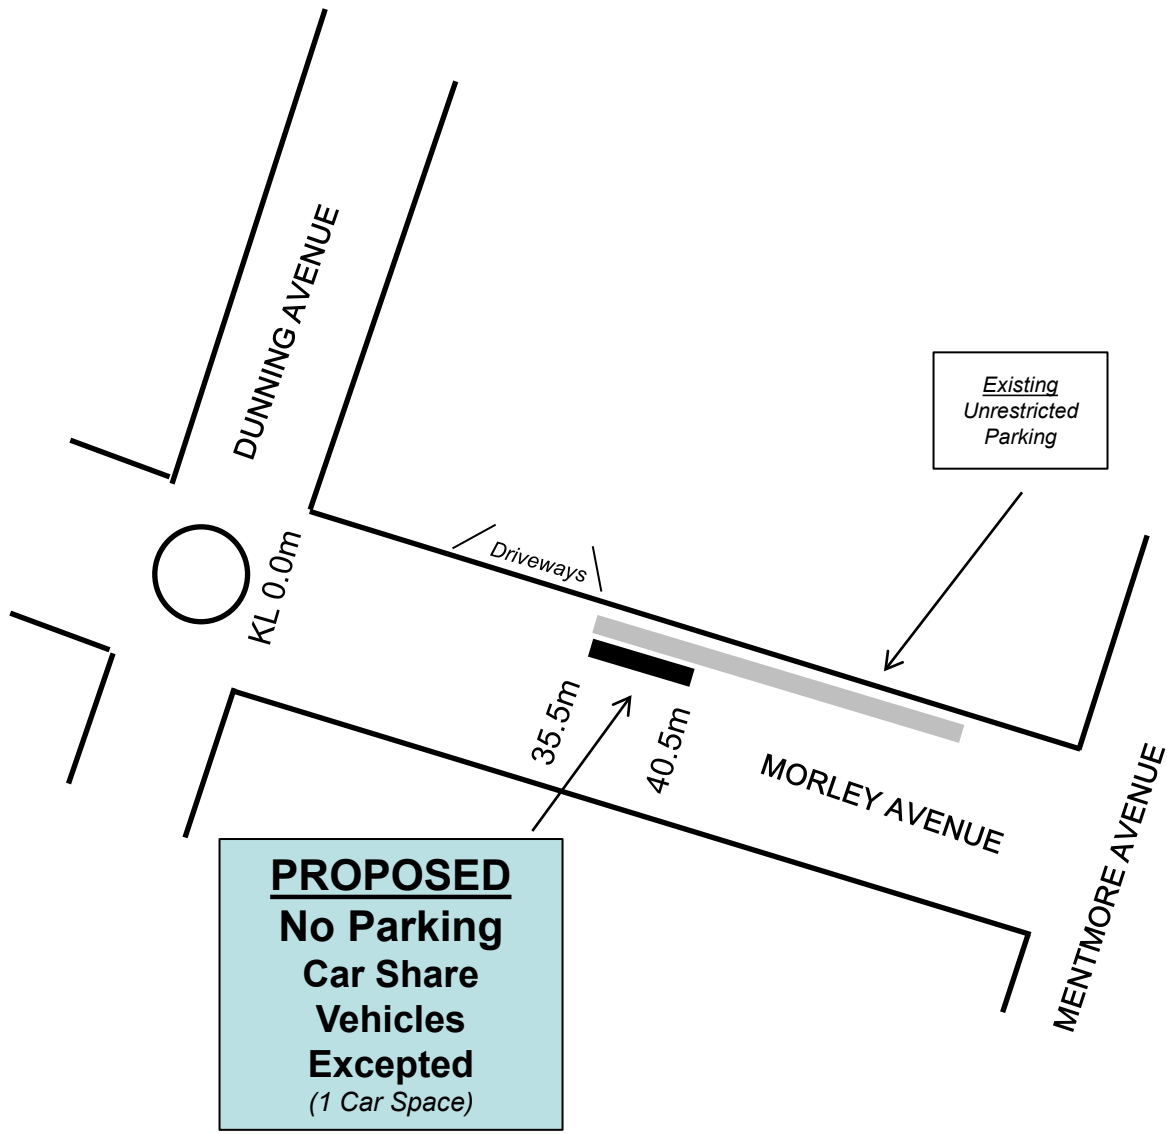 DUNNING AVENUE
Existing
Unrestricted
Parking
Driveways
KL 0.0m
35.5m
40.5m
MORLEY AVENUE
MENTMORE AVENUE
PROPOSED
No Parking
Car Share
Vehicles
Excepted
(1 Car Space)